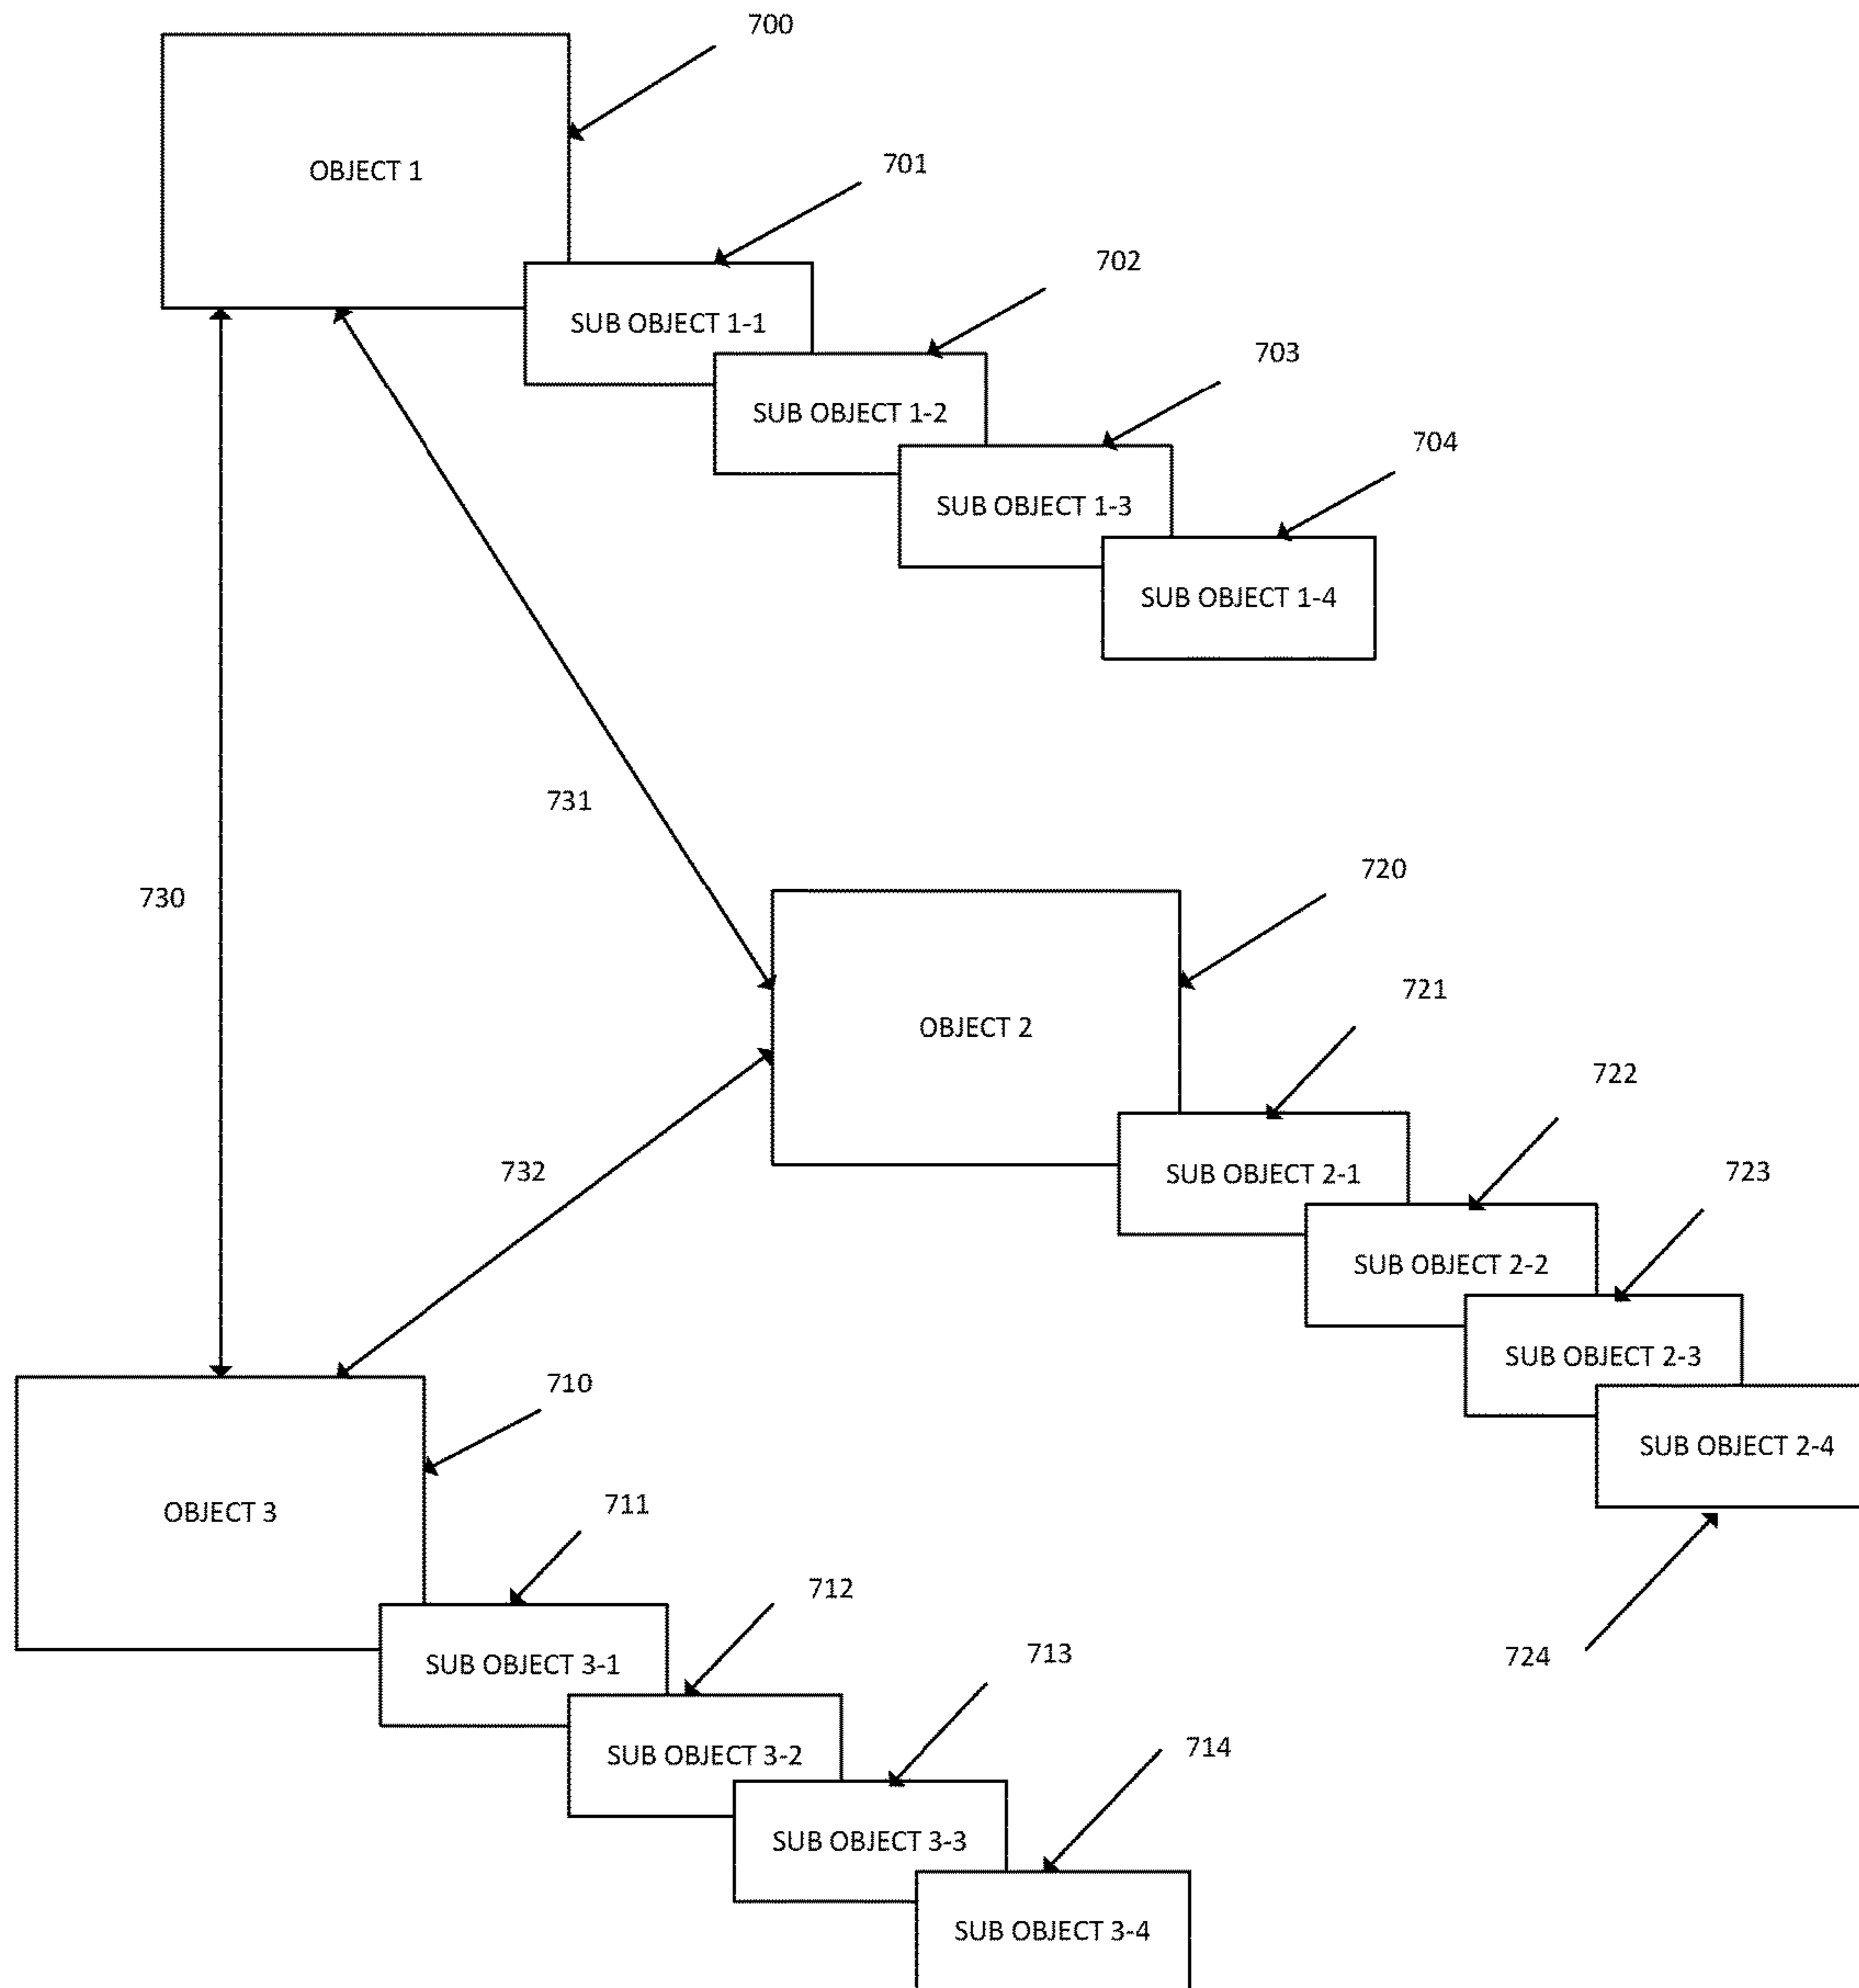 700
OBJECT 1
701
702
SUB OBJECT 1-1
703
SUB OBJECT 1-2
704
SUB OBJECT 1-3
SUB OBJECT 1-4
731
720
730
721
OBJECT 2
722
732
SUB OBJECT 2-1
723
SUB OBJECT 2-2
SUB OBJECT 2-3
710
SUB OBJECT 2-4
711
OBJECT 3
712
713
724
SUB OBJECT 3-1
714
SUB OBJECT 3-2
SUB OBJECT 3-3
SUB OBJECT 3-4